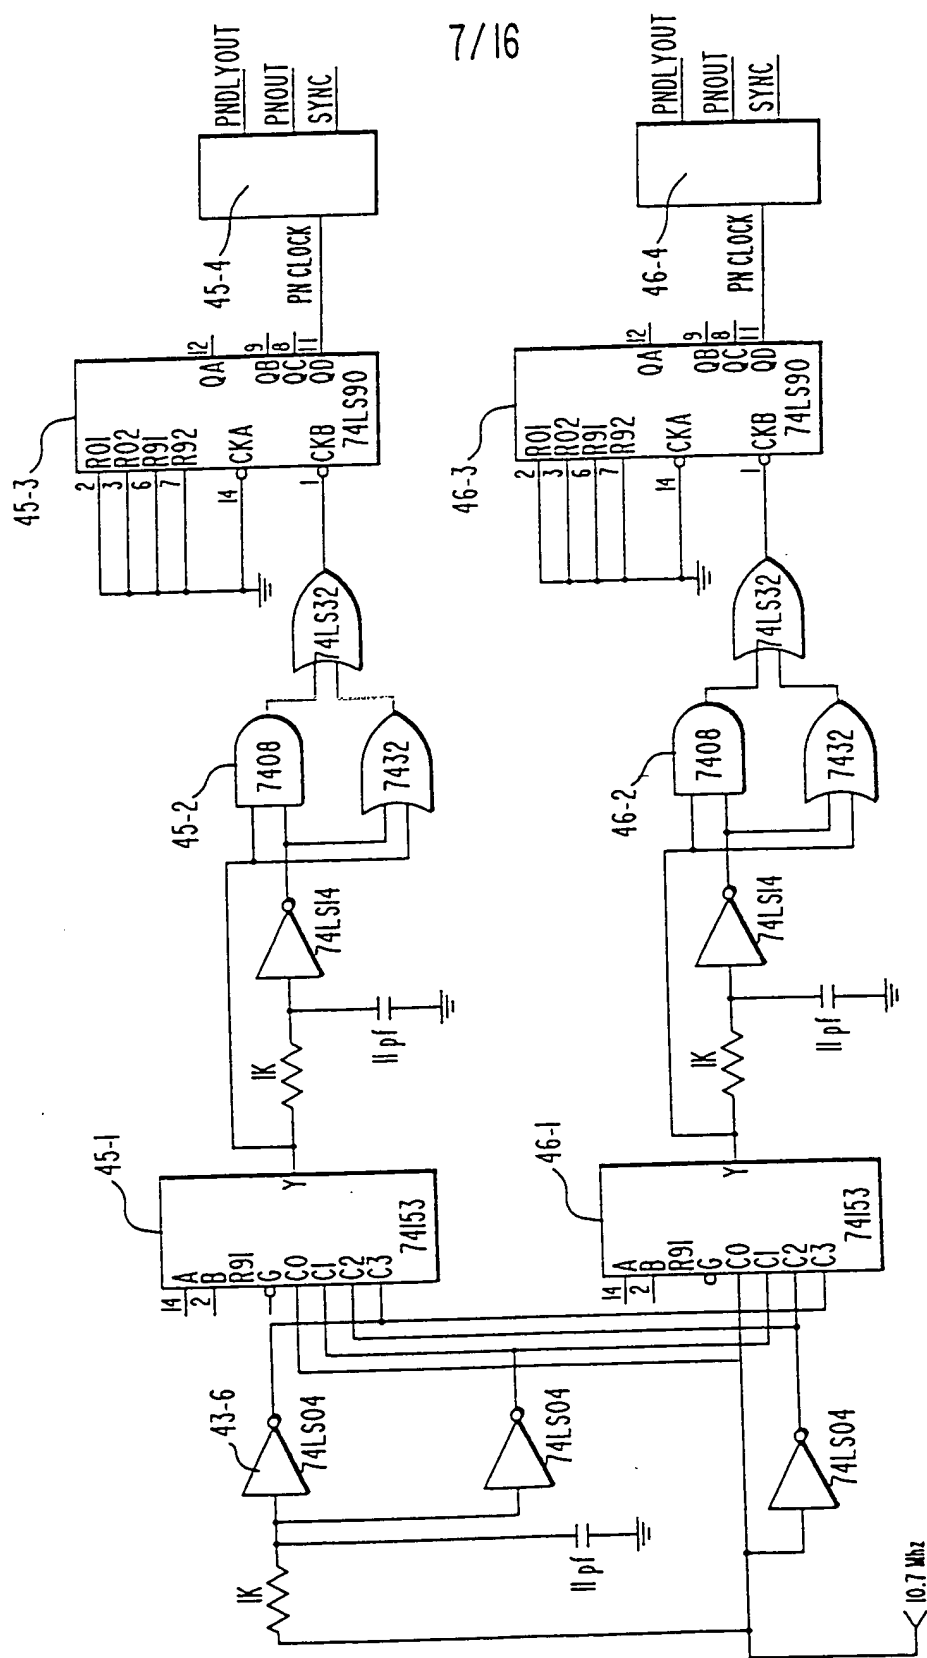 7/16
1K
11 pf
10.7 Mhz
43-6
74LS04
74LS04
74LS04
45-1
14
A
2
B
R91
G
C0
C1
C2
C3
Y
74153
1K
11 pf
74LS14
45-2
7408
7432
74LS32
45-3
2
R01
3
R02
6
R91
7
R92
14
CKA
1
CKB
QA
12
QB
9
QC
8
QD
11
74LS90
PN CLOCK
45-4
PNDLYOUT
PNOUT
SYNC
46-1
14
A
2
B
R91
G
C0
C1
C2
C3
Y
74153
1K
11 pf
74LS14
46-2
7408
7432
74LS32
46-3
2
R01
3
R02
6
R91
7
R92
14
CKA
1
CKB
QA
12
QB
9
QC
8
QD
11
74LS90
PN CLOCK
46-4
PNDLYOUT
PNOUT
SYNC